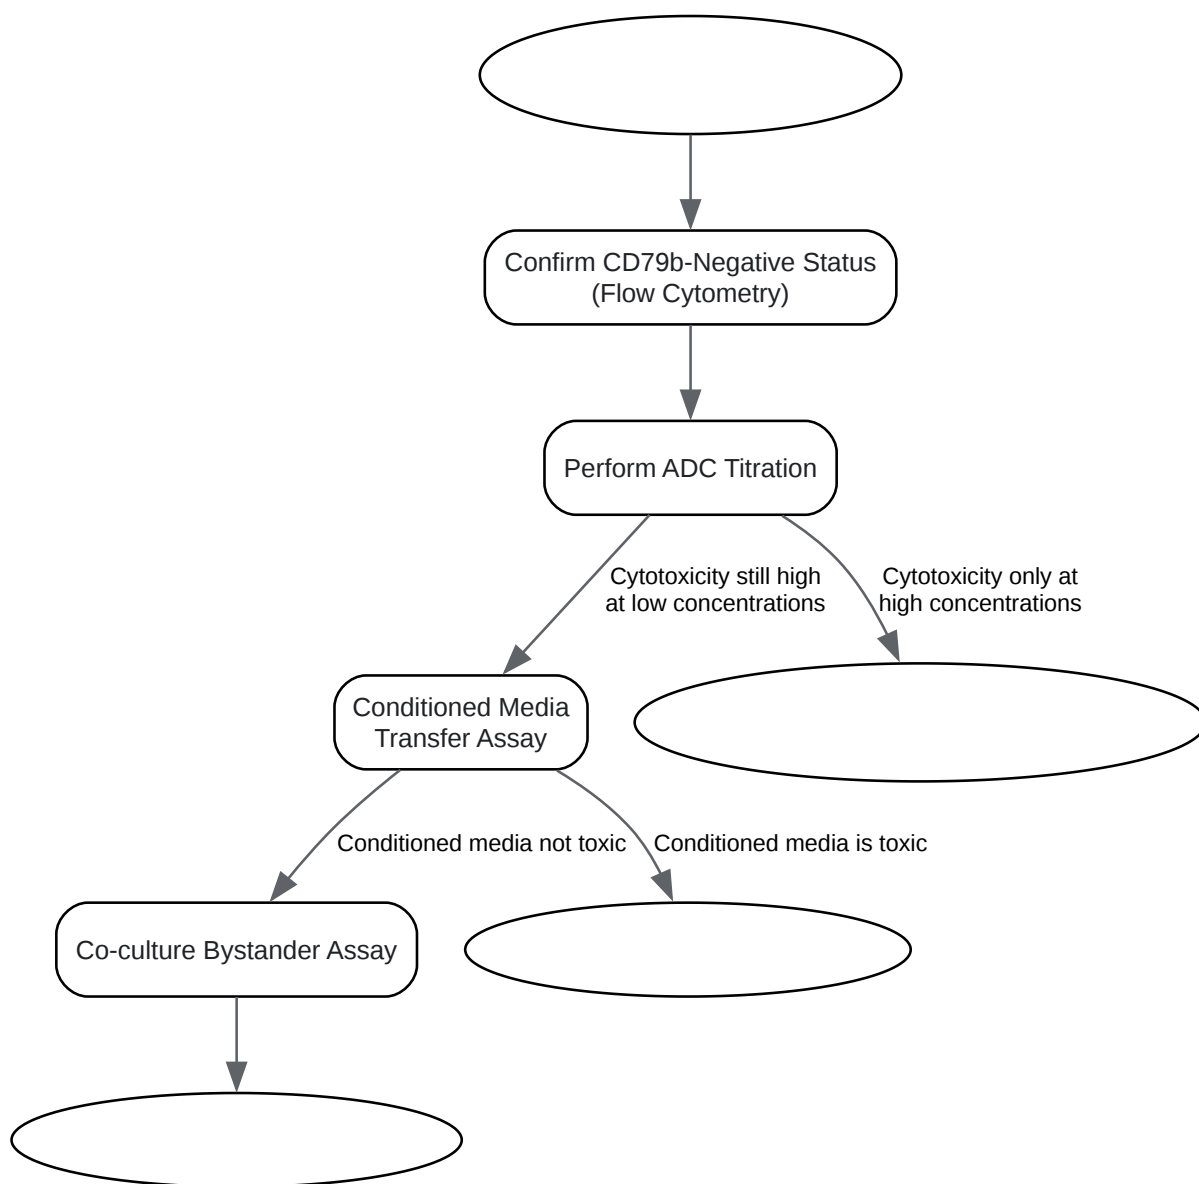 Confirm CD79b-Negative Status
(Flow Cytometry)
Perform ADC Titration
Cytotoxicity still high
at low concentrations
Cytotoxicity only at
high concentrations
Conditioned Media
Transfer Assay
Conditioned media not toxic
Conditioned media is toxic
Co-culture Bystander Assay